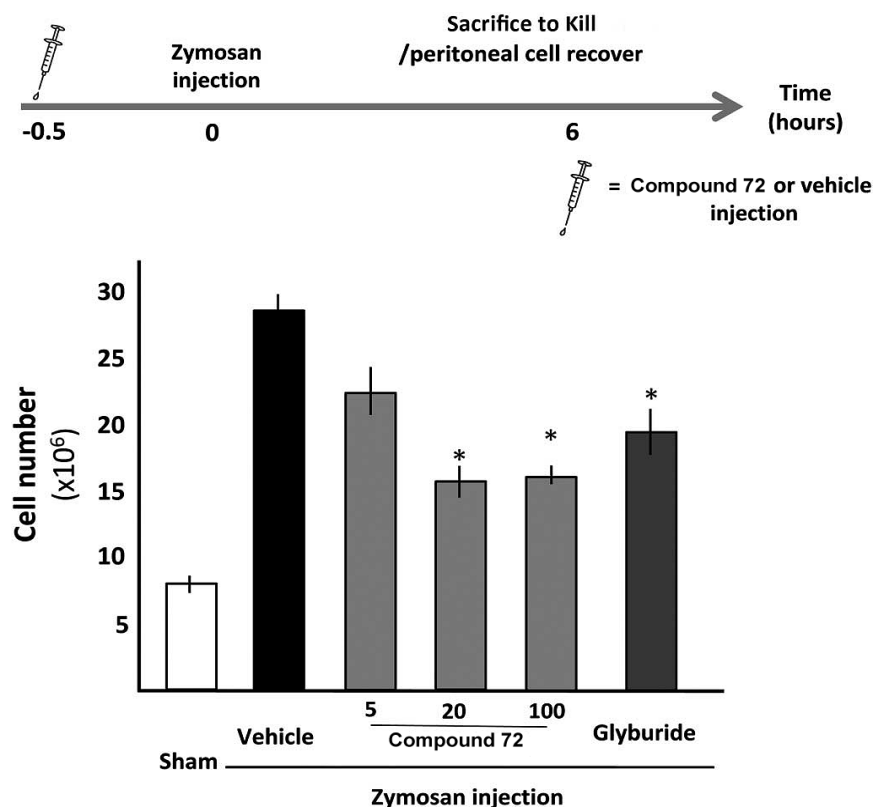 Sacrifice to Kill
/peritoneal cell recover
Zymosan
injection
Time
(hours)
-0.5
0
6
= Compound 72 or vehicle
injection
Cell number
(x10⁶)
30
25
20
15
10
5
*
*
*
5
20
100
Compound 72
Vehicle
Glyburide
Sham
Zymosan injection